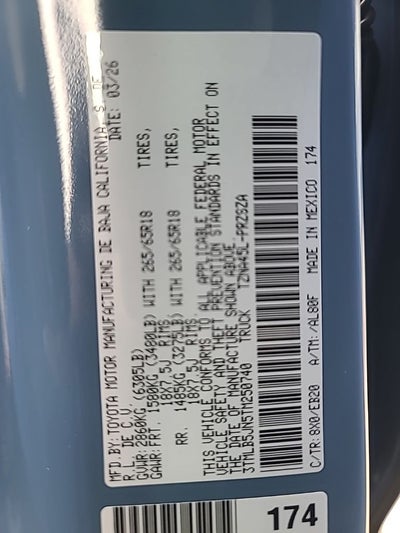 MFD.BY: TOYOTA MOTOR MANUFACTURING DE BAJA CALIFORNIA S DE
R.L. DE C.V. DATE: 03/26
GVWR: 2860KG (6305LB)
GAWR: FRT. 1580KG (3480LB) WITH 265/65R18 TIRES,
18X7.5J RIMS
RR. 1485KG (3275LB) WITH 265/65R18 TIRES,
18X7.5J RIMS.
THIS VEHICLE CONFORMS TO ALL APPLICABLE FEDERAL MOTOR
VEHICLE SAFETY AND THEFT PREVENTION STANDARDS IN EFFECT ON
THE DATE OF MANUFACTURE SHOWN ABOVE.
3TMLB5JN5TM250740 TRUCK TZNA45L-PRZSZA
C/TR: 8X0/EB20 A/TM: /AL80F MADE IN MEXICO 174
174